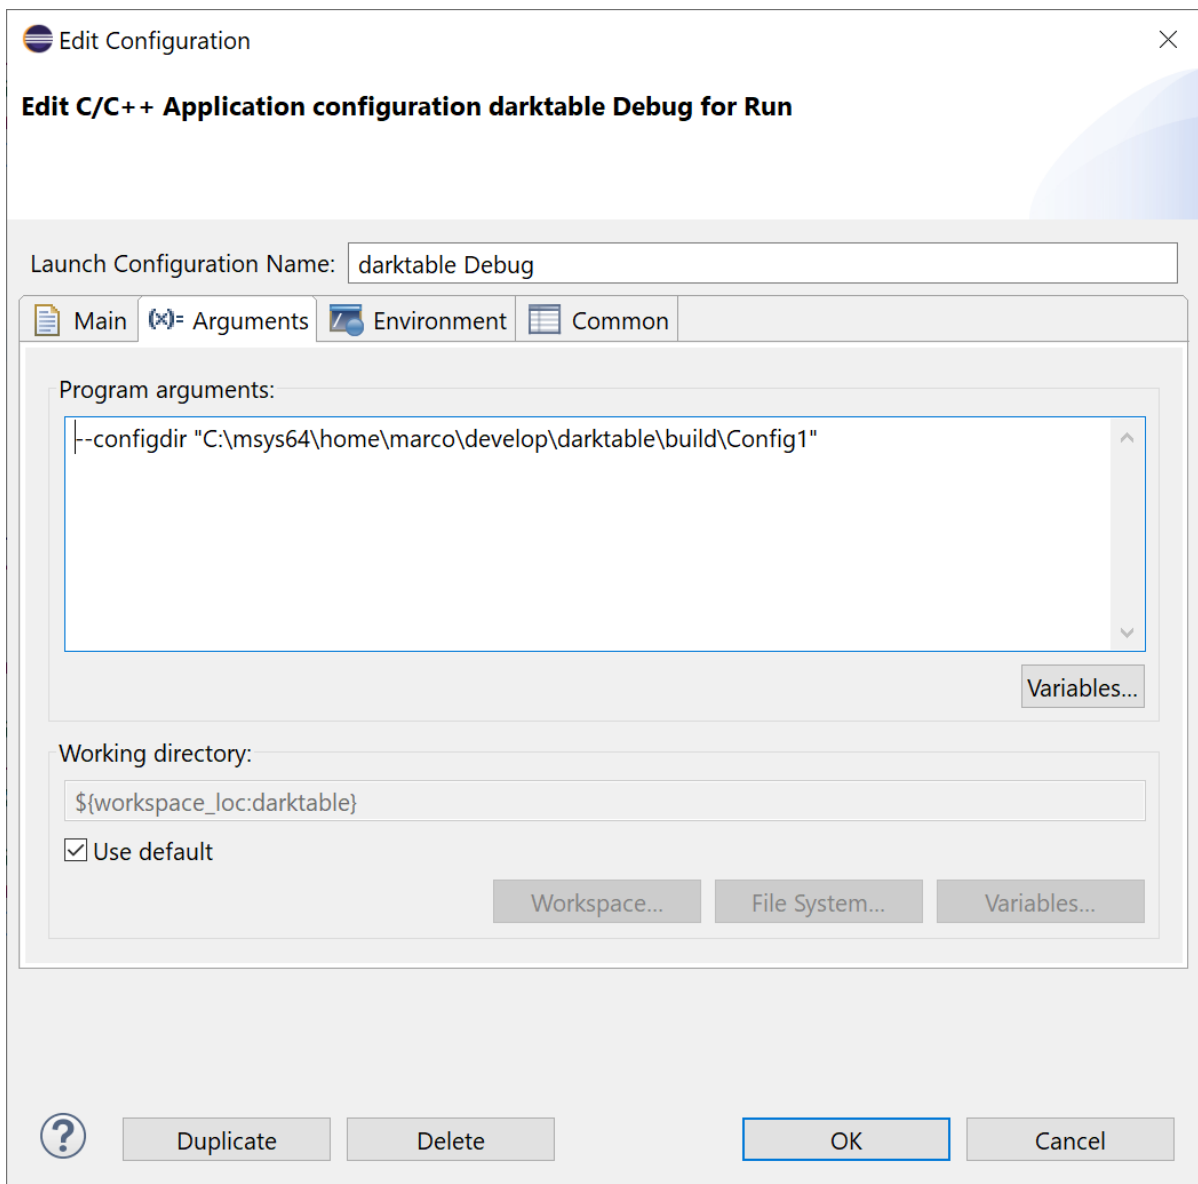 Edit Configuration
Edit C/C++ Application configuration darktable Debug for Run
Launch Configuration Name: darktable Debug
Main (x)= Arguments Environment Common
Program arguments:
--configdir "C:\msys64\home\marco\develop\darktable\build\Config1"
Variables...
Working directory:
${workspace_loc:darktable}
Use default
Workspace... File System... Variables...
? Duplicate Delete OK Cancel